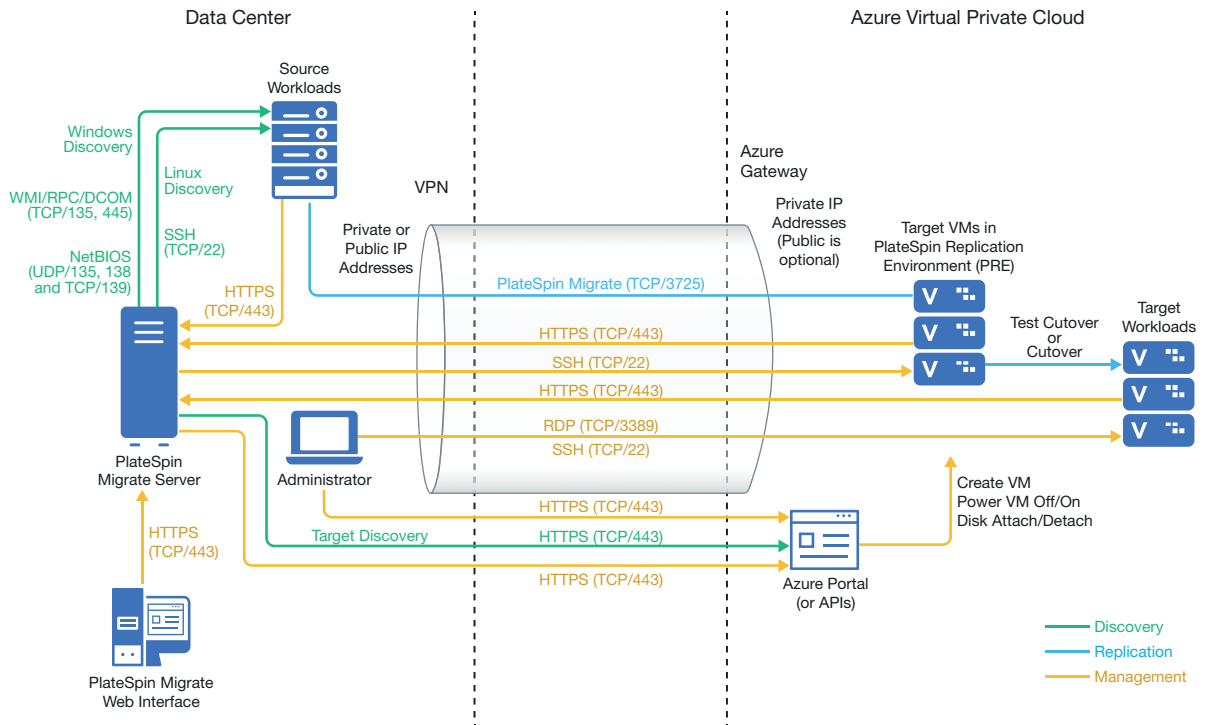 Data Center
Azure Virtual Private Cloud
Source
Workloads
Windows
Discovery
Linux
Discovery
WMI/RPC/DCOM
(TCP/135, 445)
SSH
(TCP/22)
NetBIOS
(UDP/135, 138
and TCP/139)
HTTPS
(TCP/443)
VPN
Private or
Public IP
Addresses
Azure
Gateway
Private IP
Addresses
(Public is
optional)
Target VMs in
PlateSpin Replication
Environment (PRE)
PlateSpin Migrate (TCP/3725)
V
HTTPS (TCP/443)
V
SSH (TCP/22)
V
Test Cutover
or
Cutover
Target
Workloads
V
HTTPS (TCP/443)
V
RDP (TCP/3389)
V
SSH (TCP/22)
PlateSpin
Migrate Server
Administrator
HTTPS (TCP/443)
Target Discovery
HTTPS (TCP/443)
HTTPS (TCP/443)
Create VM
Power VM Off/On
Disk Attach/Detach
HTTPS
(TCP/443)
Azure Portal
(or APIs)
PlateSpin Migrate
Web Interface
Discovery
Replication
Management